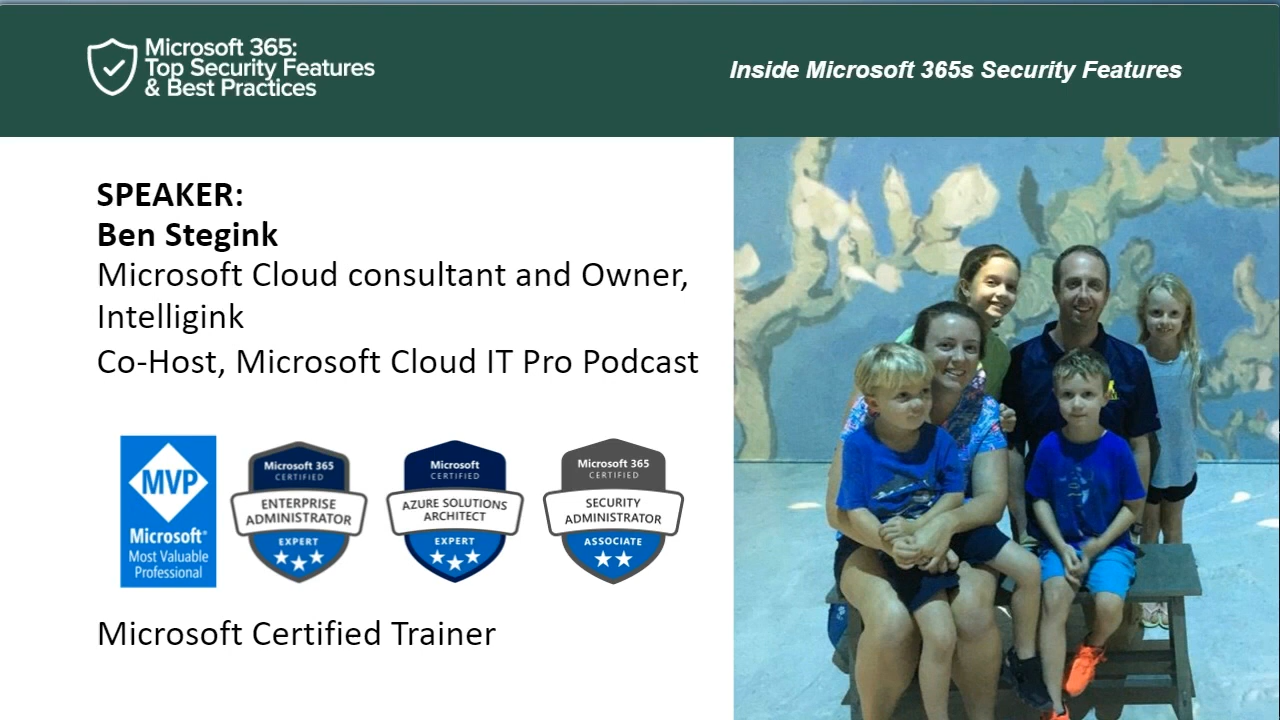 Microsoft 365:
Top Security Features
& Best Practices
Inside Microsoft 365s Security Features
SPEAKER:
Ben Stegink
Microsoft Cloud consultant and Owner,
Intelligink
Co-Host, Microsoft Cloud IT Pro Podcast
MVP
Microsoft®
Most Valuable
Professional
Microsoft 365
CERTIFIED
ENTERPRISE
ADMINISTRATOR
EXPERT
Microsoft
CERTIFIED
AZURE SOLUTIONS
ARCHITECT
EXPERT
Microsoft 365
CERTIFIED
SECURITY
ADMINISTRATOR
ASSOCIATE
Microsoft Certified Trainer